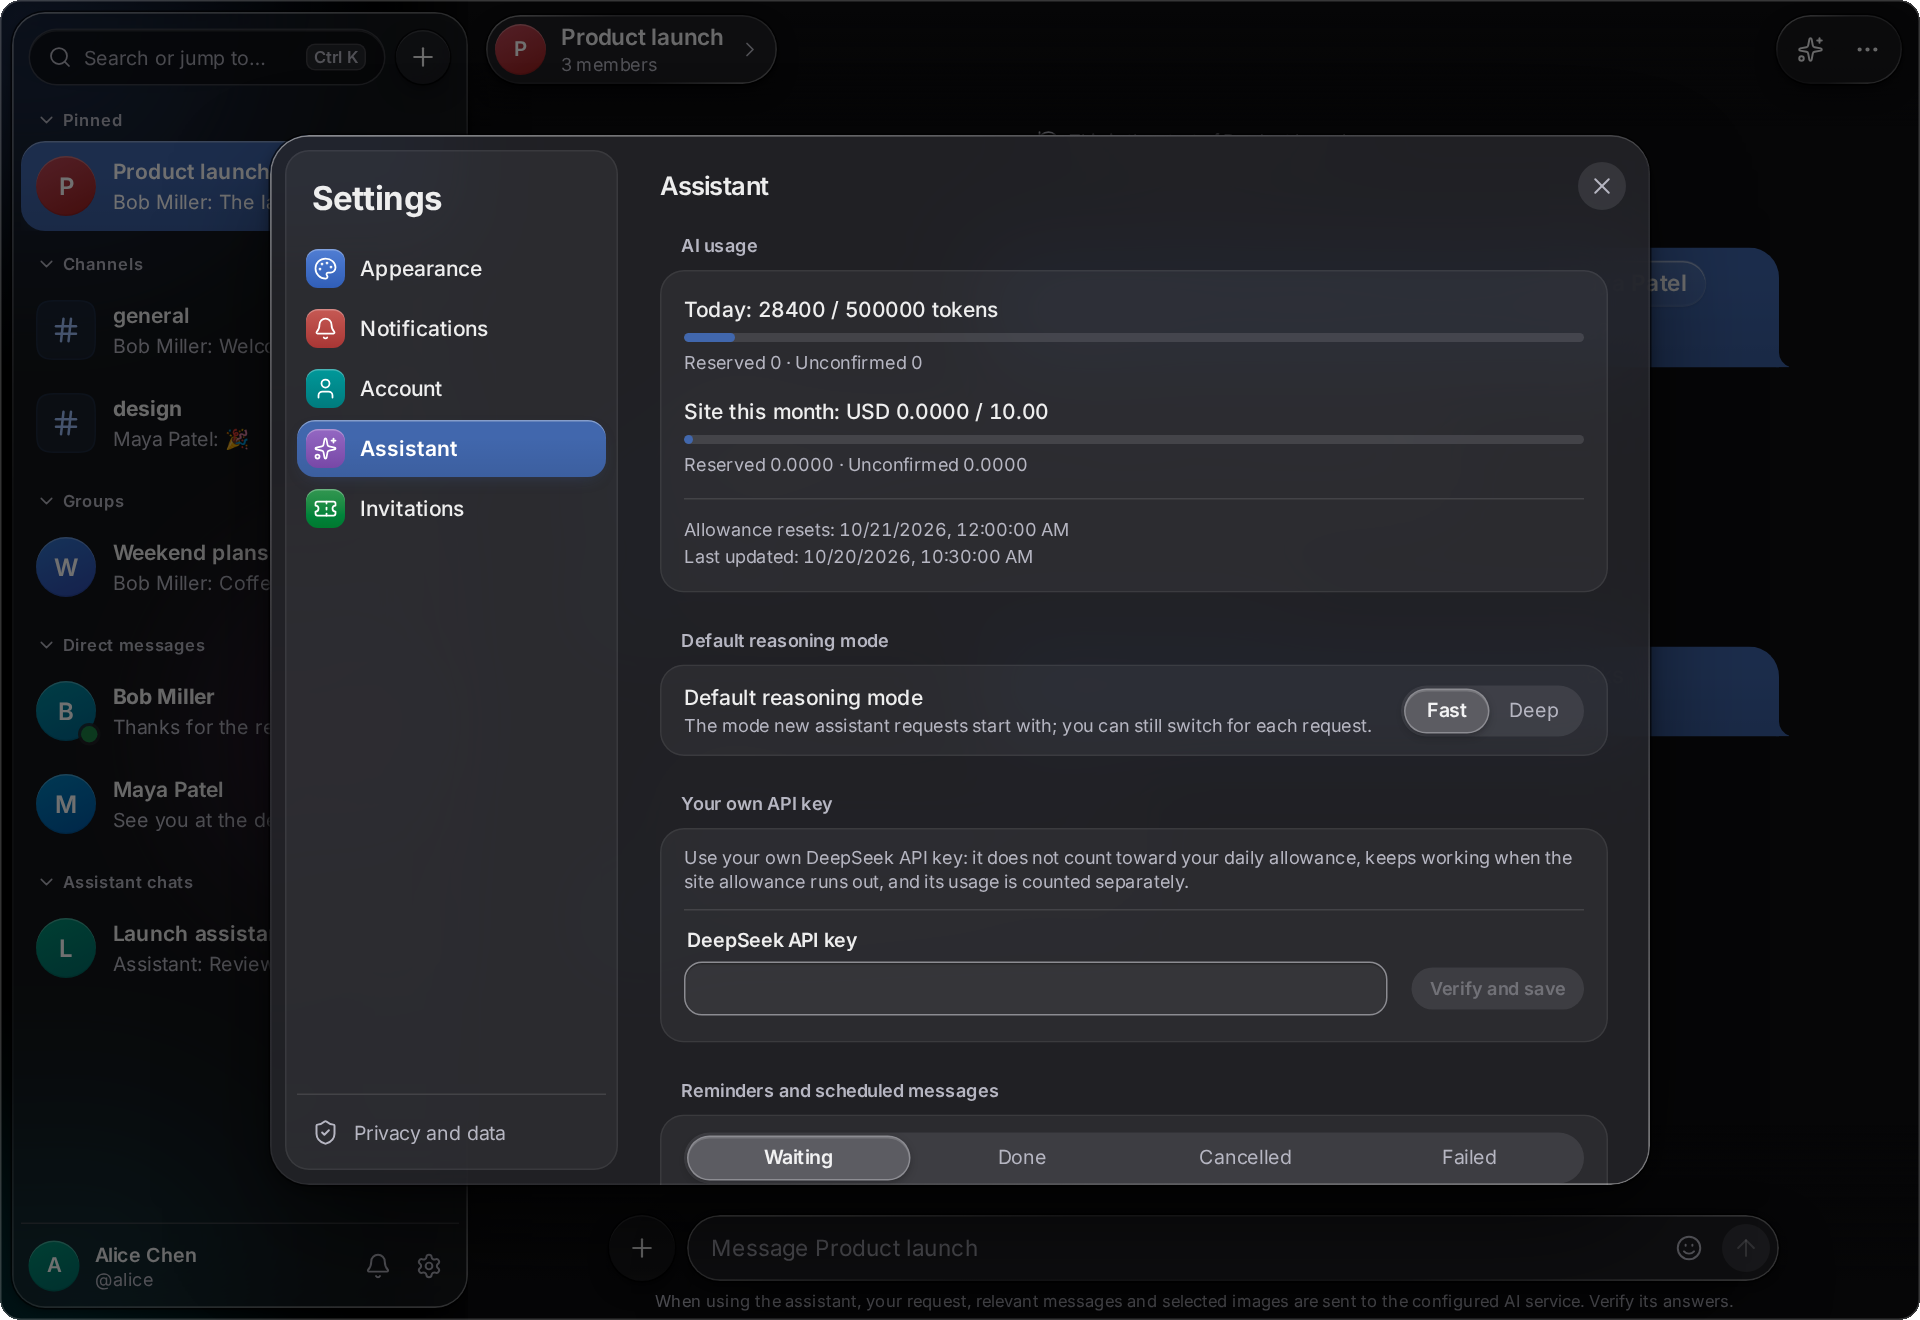 Search or jump to...
Ctrl K
Pinned
P
Product launch
Bob Miller: The la
Channels
general
Bob Miller: Welco
design
Maya Patel: 🎉
Groups
W
Weekend plans
Bob Miller: Coffe
Direct messages
B
Bob Miller
Thanks for the re
M
Maya Patel
See you at the de
Assistant chats
L
Launch assista
Assistant: Review
A
Alice Chen
@alice
P
Product launch
3 members
atel
Settings
Appearance
Notifications
Account
Assistant
Invitations
Privacy and data
Assistant
AI usage
Today: 28400 / 500000 tokens
Reserved 0 · Unconfirmed 0
Site this month: USD 0.0000 / 10.00
Reserved 0.0000 · Unconfirmed 0.0000
Allowance resets: 10/21/2026, 12:00:00 AM
Last updated: 10/20/2026, 10:30:00 AM
Default reasoning mode
Default reasoning mode
The mode new assistant requests start with; you can still switch for each request.
Fast
Deep
Your own API key
Use your own DeepSeek API key: it does not count toward your daily allowance, keeps working when the
site allowance runs out, and its usage is counted separately.
DeepSeek API key
Verify and save
Reminders and scheduled messages
Waiting
Done
Cancelled
Failed
Message Product launch
When using the assistant, your request, relevant messages and selected images are sent to the configured AI service. Verify its answers.